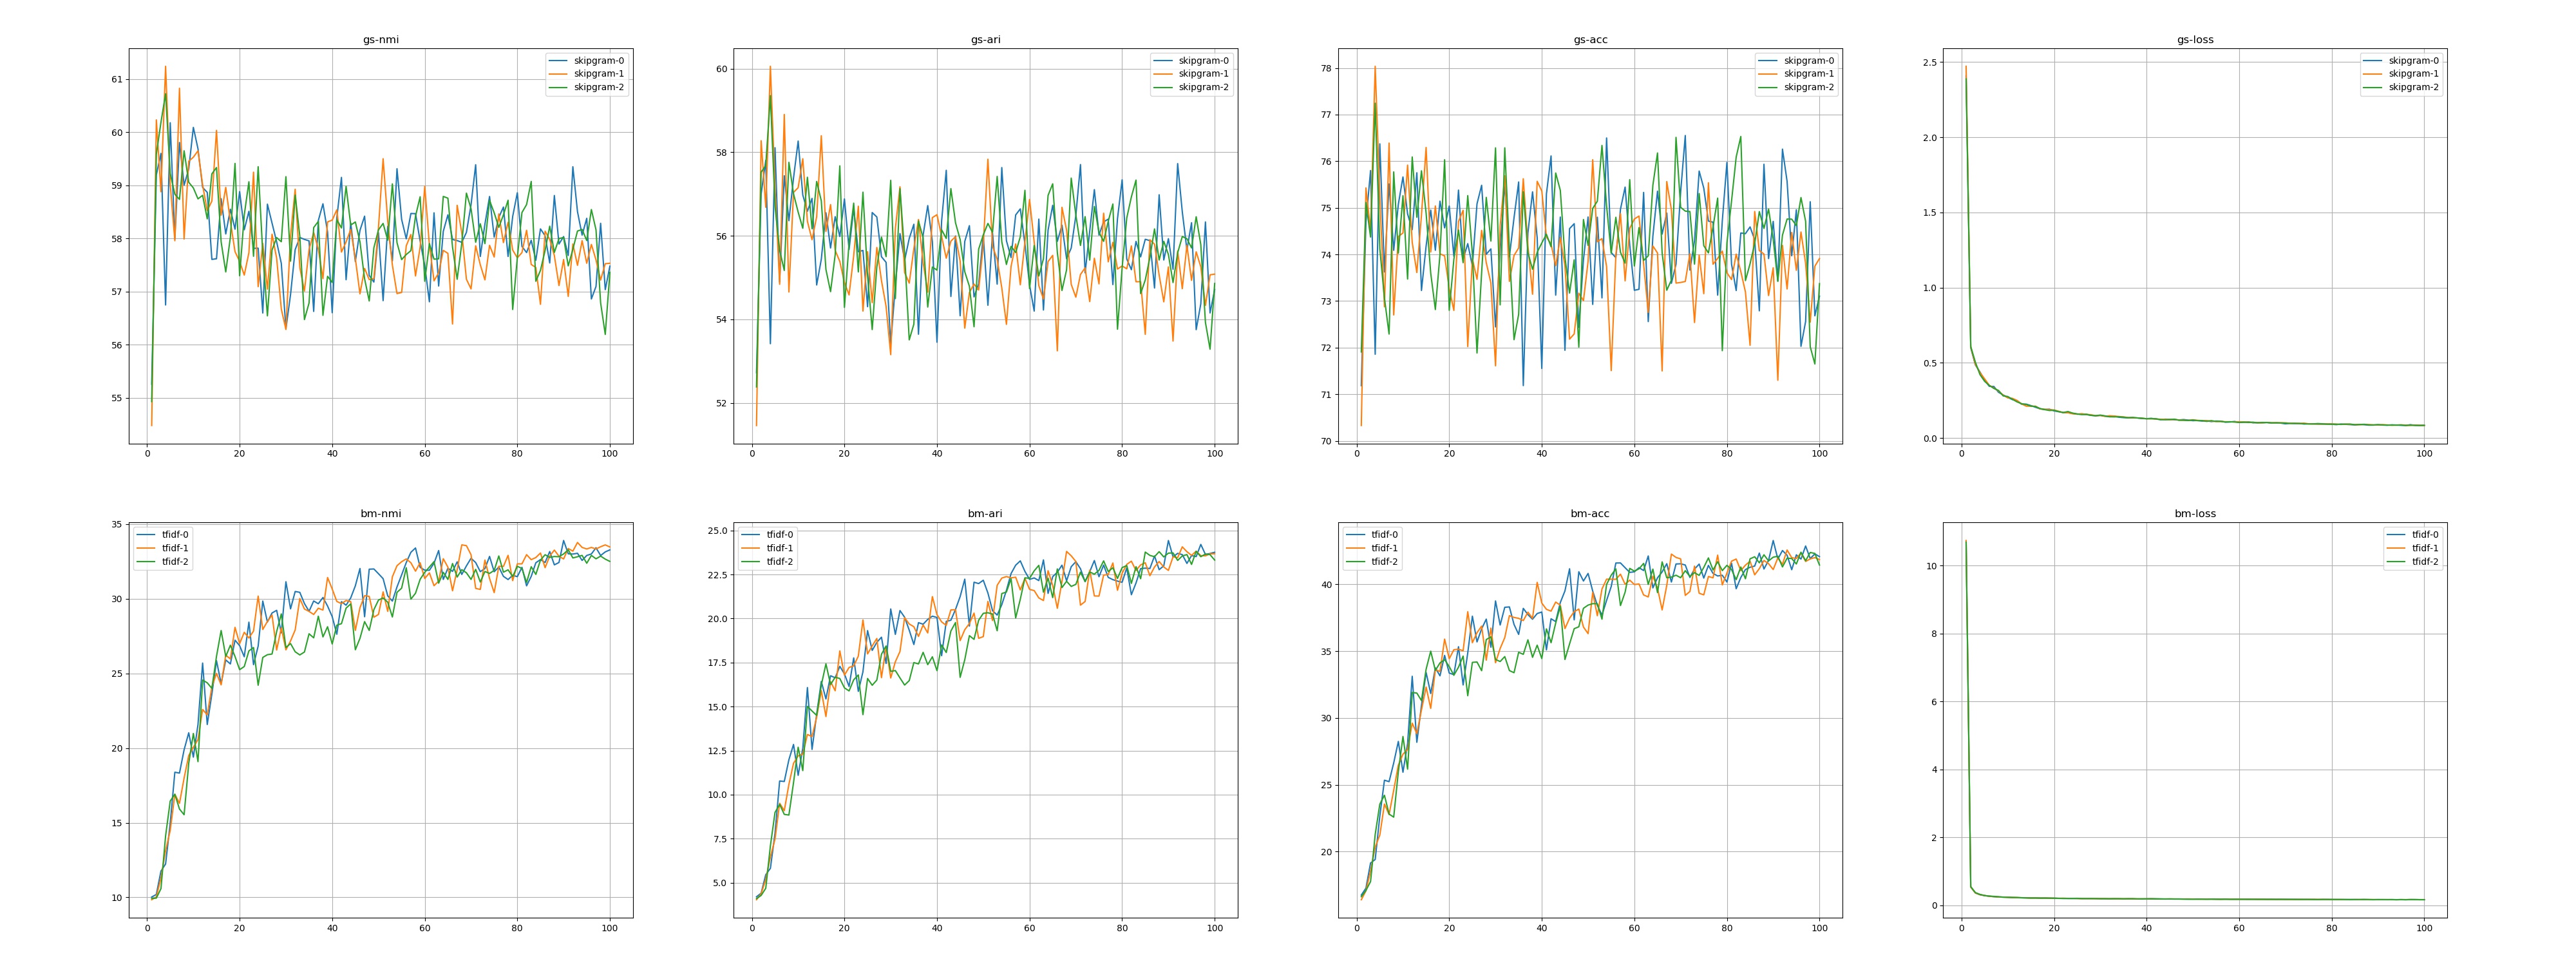 gs-nmi
61
60
59
58
57
56
55
0 20 40 60 80 100
skipgram-0
skipgram-1
skipgram-2
gs-ari
60
58
56
54
52
0 20 40 60 80 100
skipgram-0
skipgram-1
skipgram-2
gs-acc
78
77
76
75
74
73
72
71
70
0 20 40 60 80 100
skipgram-0
skipgram-1
skipgram-2
gs-loss
2.5
2.0
1.5
1.0
0.5
0.0
0 20 40 60 80 100
skipgram-0
skipgram-1
skipgram-2
bm-nmi
35
30
25
20
15
10
0 20 40 60 80 100
tfidf-0
tfidf-1
tfidf-2
bm-ari
25.0
22.5
20.0
17.5
15.0
12.5
10.0
7.5
5.0
0 20 40 60 80 100
tfidf-0
tfidf-1
tfidf-2
bm-acc
40
35
30
25
20
0 20 40 60 80 100
tfidf-0
tfidf-1
tfidf-2
bm-loss
10
8
6
4
2
0
0 20 40 60 80 100
tfidf-0
tfidf-1
tfidf-2